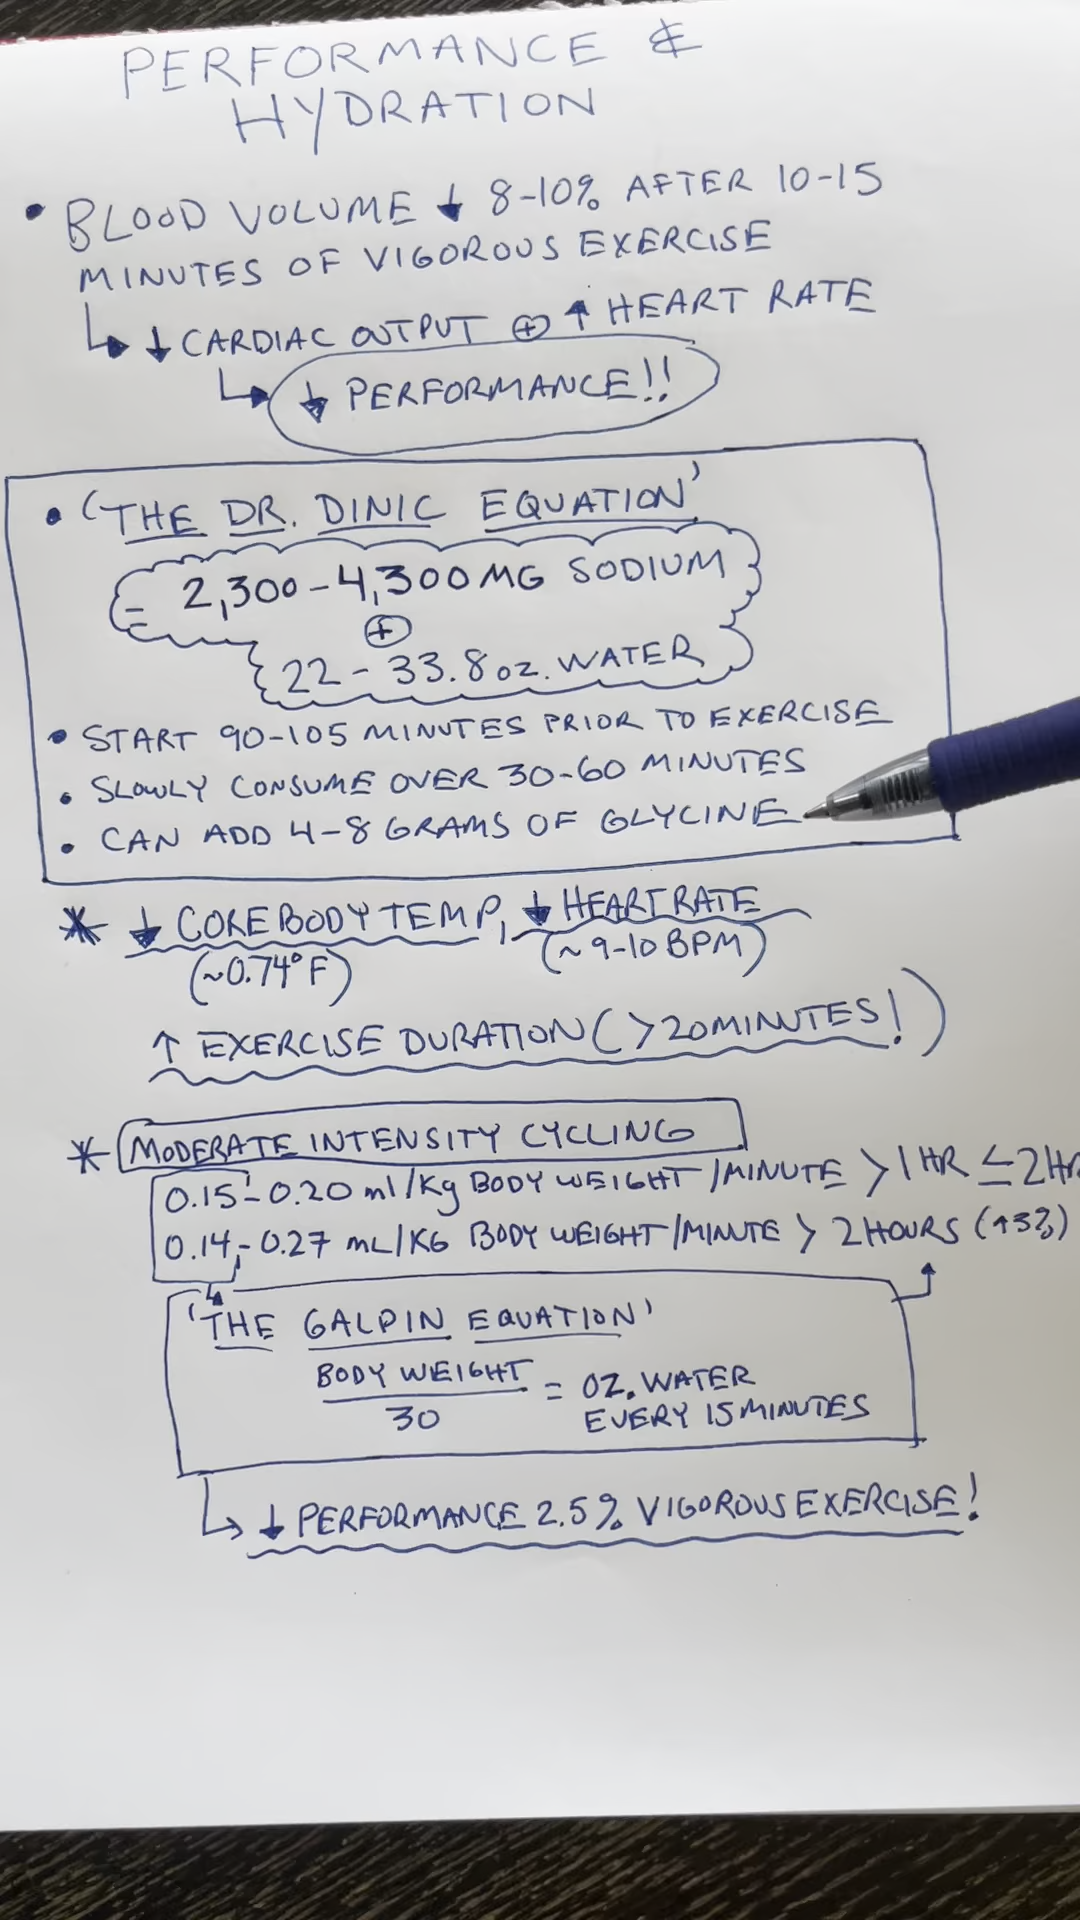 PERFORMANCE &
HYDRATION
• BLOOD VOLUME ↓ 8-10% AFTER 10-15
MINUTES OF VIGOROUS EXERCISE
↳ ↓ CARDIAC OUTPUT ⊕ ↑ HEART RATE
↳ ↓ PERFORMANCE!!
• 'THE DR. DINIC EQUATION'
= 2,300-4,300MG SODIUM
⊕
22-33.8 oz. WATER
• START 90-105 MINUTES PRIOR TO EXERCISE
• SLOWLY CONSUME OVER 30-60 MINUTES
• CAN ADD 4-8 GRAMS OF GLYCINE
* ↓ CORE BODY TEMP, ↓ HEART RATE
(~0.74°F) (~9-10 BPM)
↑ EXERCISE DURATION (>20 MINUTES!)
* MODERATE INTENSITY CYCLING
0.15-0.20 ml/Kg BODY WEIGHT/MINUTE > 1 HR ≤ 2 HR
0.14-0.27 mL/KG BODY WEIGHT/MINUTE > 2 HOURS (↑3%)
'THE GALPIN EQUATION'
BODY WEIGHT
30
= OZ. WATER
EVERY 15 MINUTES
↳ ↓ PERFORMANCE 2.5% VIGOROUS EXERCISE!